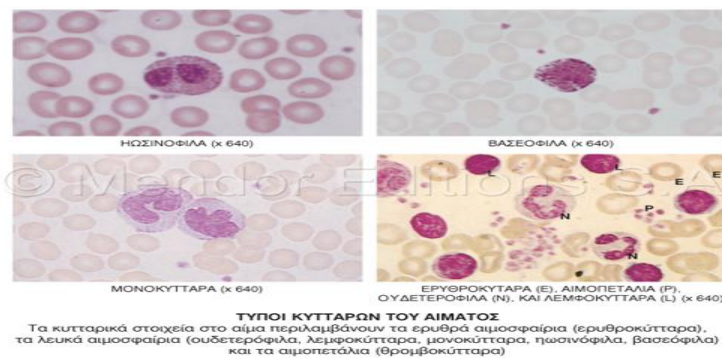 ΗΩΣΙΝΟΦΙΛΑ (x 640)
ΒΑΣΕΟΦΙΛΑ (x 640)
© Mendor Editions S.A
L
L
E
E
P
N
N
ΜΟΝΟΚΥΤΤΑΡΑ (x 640)
ΕΡΥΘΡΟΚΥΤΑΡΑ (Ε), ΑΙΜΟΠΕΤΑΛΙΑ (Ρ),
ΟΥΔΕΤΕΡΟΦΙΛΑ (Ν), ΚΑΙ ΛΕΜΦΟΚΥΤΤΑΡΑ (L) (x 640)
ΤΥΠΟΙ ΚΥΤΤΑΡΩΝ ΤΟΥ ΑΙΜΑΤΟΣ
Τα κυτταρικά στοιχεία στο αίμα περιλαμβάνουν τα ερυθρά αιμοσφαίρια (ερυθροκύτταρα),
τα λευκά αιμοσφαίρια (ουδετερόφιλα, λεμφοκύτταρα, μονοκύτταρα, ηωσινόφιλα, βασεόφιλα)
και τα αιμοπετάλια (θρομβοκύτταρα)